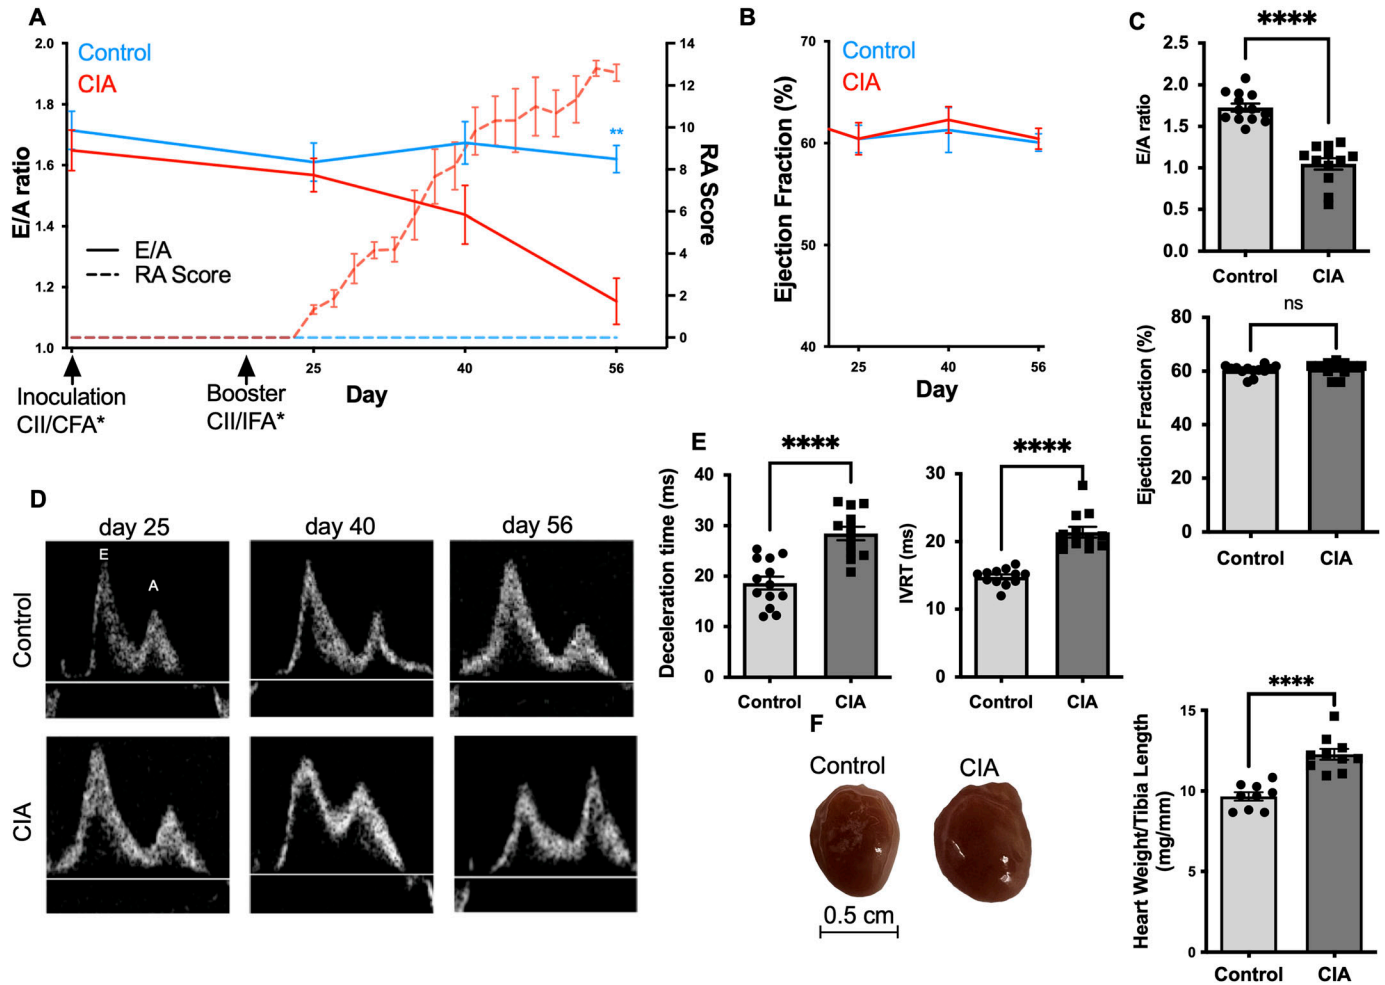 A
2.0
1.8
1.6
1.4
1.2
1.0
E/A ratio
Control
CIA
E/A
RA Score
**
14
12
10
8
6
4
2
0
RA Score
25
40
56
Day
Inoculation
CII/CFA*
Booster
CII/IFA*
B
70
60
50
40
Ejection Fraction (%)
Control
CIA
25
40
56
Day
C
****
2.5
2.0
1.5
1.0
0.5
0.0
E/A ratio
Control
CIA
ns
80
60
40
20
0
Ejection Fraction (%)
Control
CIA
D
day 25
day 40
day 56
Control
E
A
CIA
E
****
40
30
20
10
0
Deceleration time (ms)
Control
CIA
****
30
20
10
0
IVRT (ms)
Control
CIA
F
Control
CIA
0.5 cm
****
15
10
5
0
Heart Weight/Tibia Length
(mg/mm)
Control
CIA